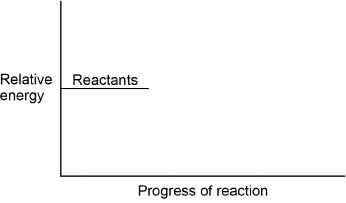 Relative
energy
Reactants
Progress of reaction